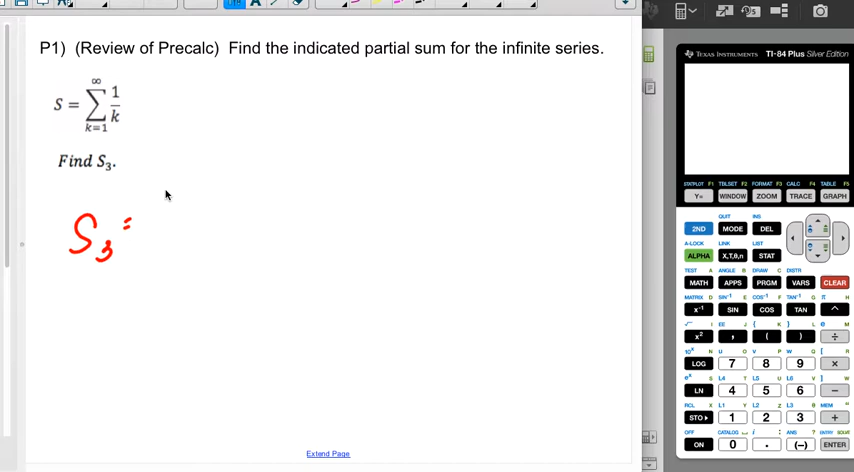 P1) (Review of Precalc) Find the indicated partial sum for the infinite series.
∞
S = ∑ 1/k
k=1
Find S₃.
S₃ =
Extend Page
TEXAS INSTRUMENTS TI-84 Plus Silver Edition
STATPLOT F1 TBLSET F2 FORMAT F3 CALC F4 TABLE F5
Y= WINDOW ZOOM TRACE GRAPH
QUIT INS
2ND MODE DEL
A-LOCK LINK LIST
ALPHA X,T,θ,n STAT
TEST A ANGLE B DRAW C DISTR
MATH APPS PRGM VARS CLEAR
MATRIX D SIN⁻¹ E COS⁻¹ F TAN⁻¹ G π H
x⁻¹ SIN COS TAN ^
√ I EE J { K } L e M
x² , ( ) ÷
10ˣ N u O v P w Q [ R
LOG 7 8 9 ×
eˣ S L4 T L5 U L6 V ] W
LN 4 5 6 −
RCL X L1 Y L2 Z L3 θ MEM "
STO▸ 1 2 3 +
OFF CATALOG i : ANS ? ENTRY SOLVE
ON 0 . (−) ENTER